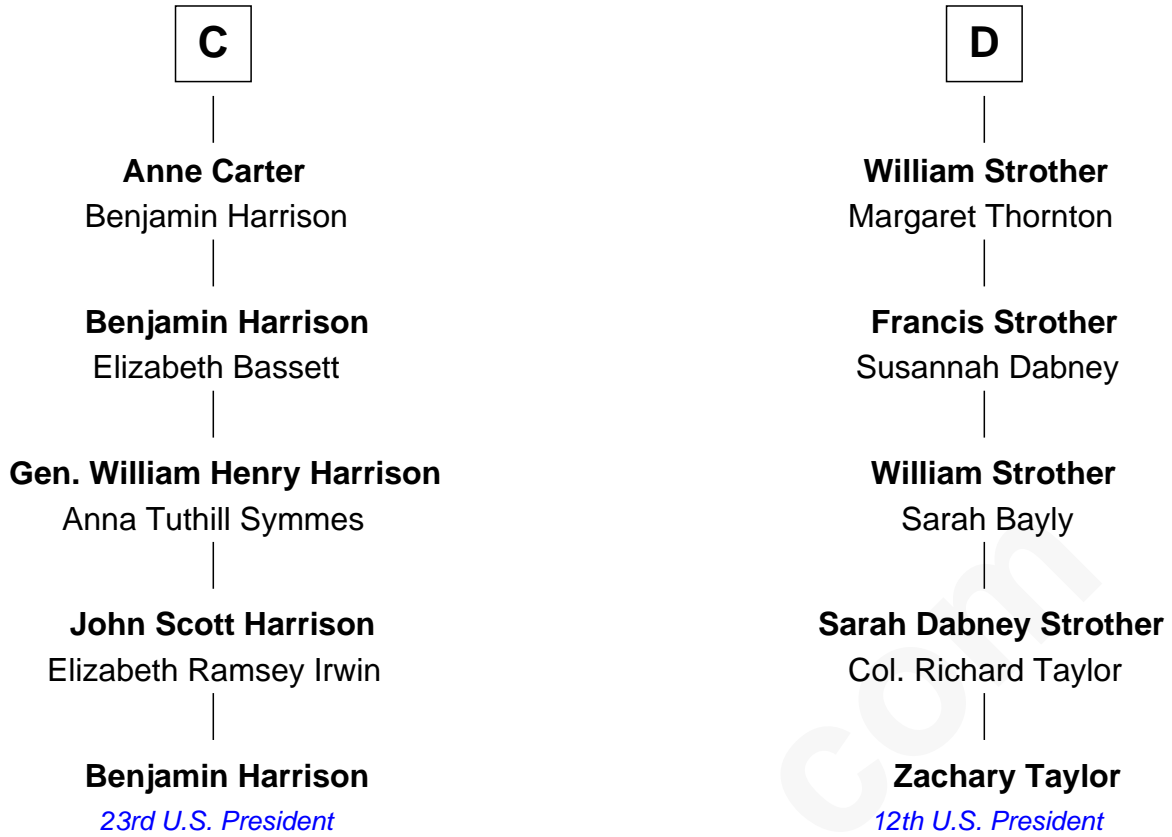 C
Anne Carter
Benjamin Harrison
Benjamin Harrison
Elizabeth Bassett
Gen. William Henry Harrison
Anna Tuthill Symmes
John Scott Harrison
Elizabeth Ramsey Irwin
Benjamin Harrison
23rd U.S. President
D
William Strother
Margaret Thornton
Francis Strother
Susannah Dabney
William Strother
Sarah Bayly
Sarah Dabney Strother
Col. Richard Taylor
Zachary Taylor
12th U.S. President
com